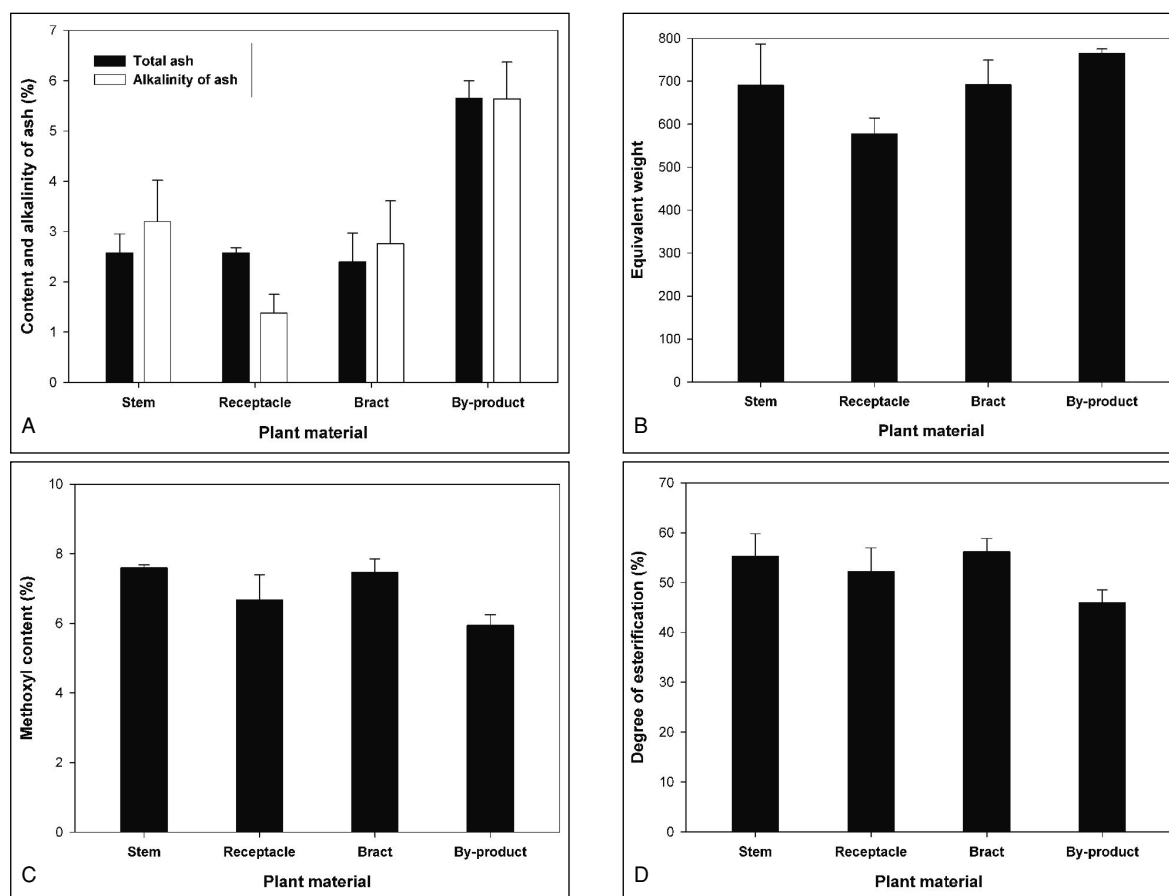 Content and alkalinity of ash (%)
7
6
5
4
3
2
1
0
Total ash
Alkalinity of ash
Stem Receptacle Bract By-product
Plant material
A
Equivalent weight
800
700
600
500
400
300
200
100
0
Stem Receptacle Bract By-product
Plant material
B
Methoxyl content (%)
10
8
6
4
2
0
Stem Receptacle Bract By-product
Plant material
C
Degree of esterification (%)
70
60
50
40
30
20
10
0
Stem Receptacle Bract By-product
Plant material
D